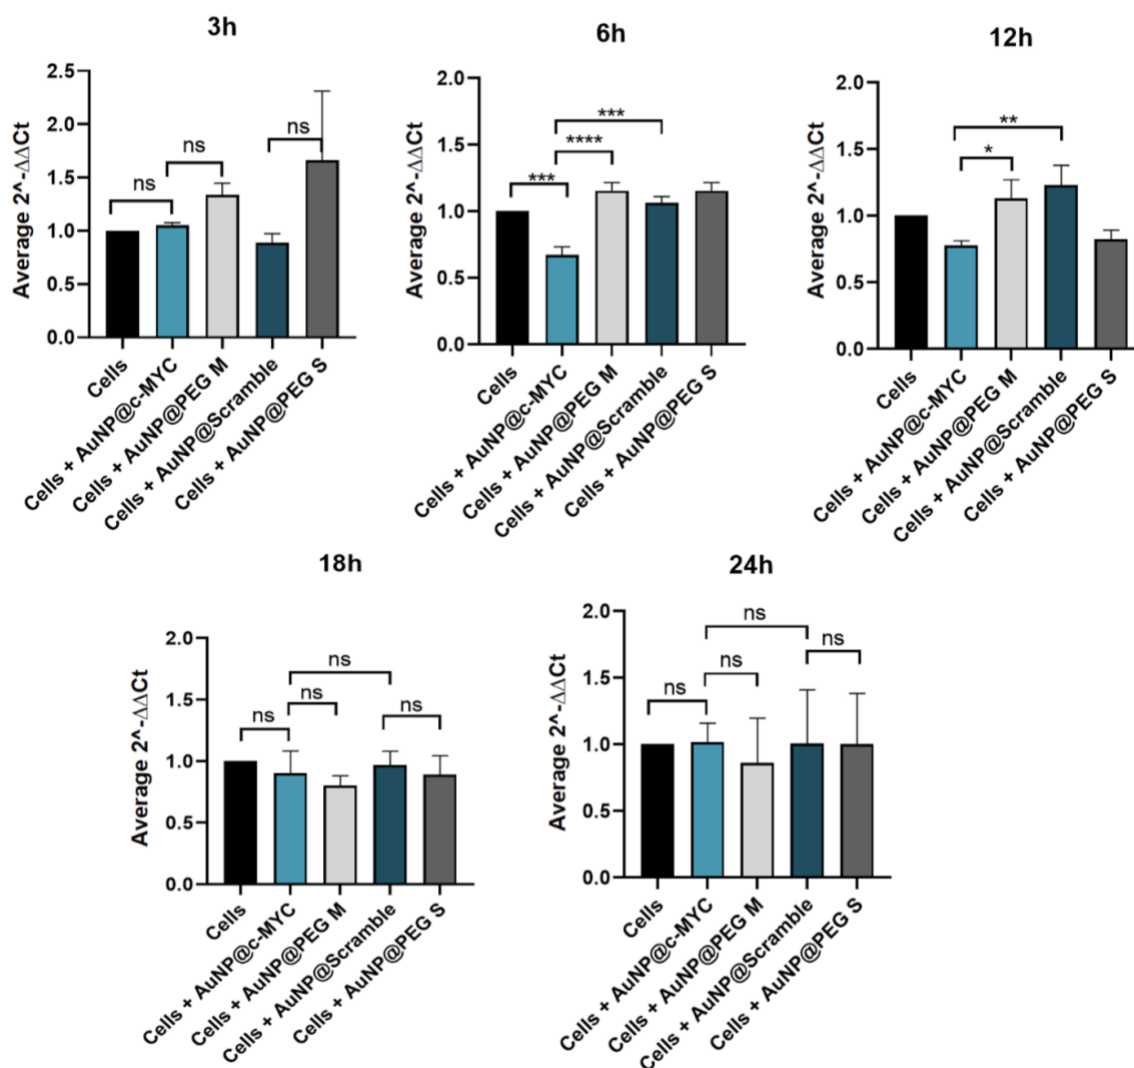 3h
Average 2^-ΔΔCt
2.5
2.0
1.5
1.0
0.5
0.0
ns
ns
ns
Cells
Cells + AuNP@c-MYC
Cells + AuNP@PEG M
Cells + AuNP@Scramble
Cells + AuNP@PEG S
6h
Average 2^-ΔΔCt
2.0
1.5
1.0
0.5
0.0
***
****
***
Cells
Cells + AuNP@c-MYC
Cells + AuNP@PEG M
Cells + AuNP@Scramble
Cells + AuNP@PEG S
12h
Average 2^-ΔΔCt
2.0
1.5
1.0
0.5
0.0
**
*
Cells
Cells + AuNP@c-MYC
Cells + AuNP@PEG M
Cells + AuNP@Scramble
Cells + AuNP@PEG S
18h
Average 2^-ΔΔCt
2.0
1.5
1.0
0.5
0.0
ns
ns
ns
ns
Cells
Cells + AuNP@c-MYC
Cells + AuNP@PEG M
Cells + AuNP@Scramble
Cells + AuNP@PEG S
24h
Average 2^-ΔΔCt
2.0
1.5
1.0
0.5
0.0
ns
ns
ns
ns
Cells
Cells + AuNP@c-MYC
Cells + AuNP@PEG M
Cells + AuNP@Scramble
Cells + AuNP@PEG S